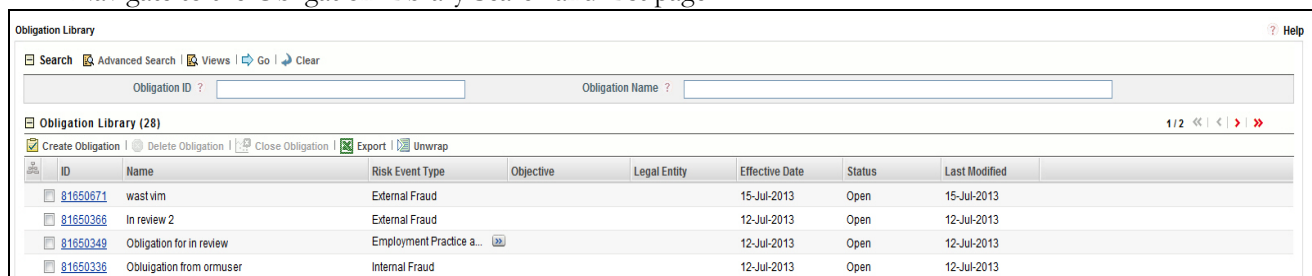 Obligation Library ? Help
Search Advanced Search | Views | Go | Clear
Obligation ID ? Obligation Name ?
Obligation Library (28) 1/2
Create Obligation | Delete Obligation | Close Obligation | Export | Unwrap
ID Name Risk Event Type Objective Legal Entity Effective Date Status Last Modified
81650671 wast vim External Fraud 15-Jul-2013 Open 15-Jul-2013
81650366 In review 2 External Fraud 12-Jul-2013 Open 12-Jul-2013
81650349 Obligation for in review Employment Practice a... 12-Jul-2013 Open 12-Jul-2013
81650336 Obluigation from ormuser Internal Fraud 12-Jul-2013 Open 12-Jul-2013